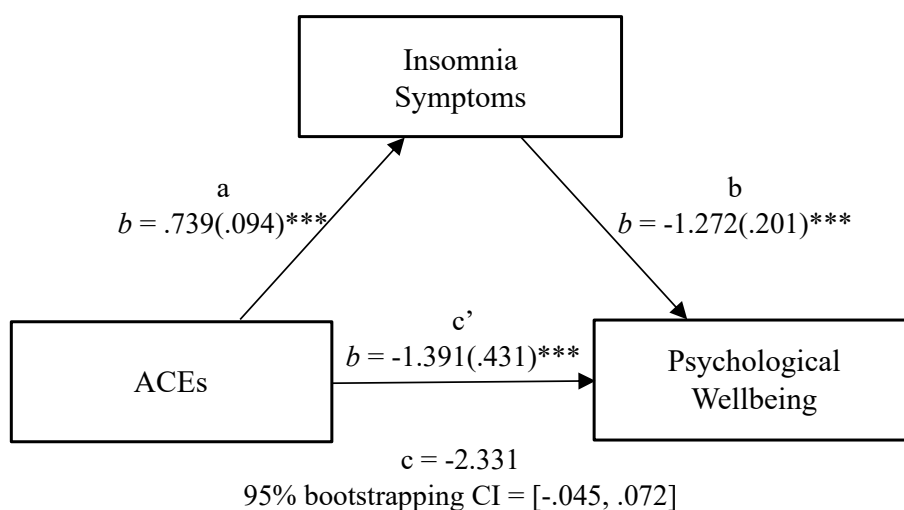 Insomnia
Symptoms
a
b = .739(.094)***
b
b = -1.272(.201)***
c’
b = -1.391(.431)***
ACEs
Psychological
Wellbeing
c = -2.331
95% bootstrapping CI = [-.045, .072]